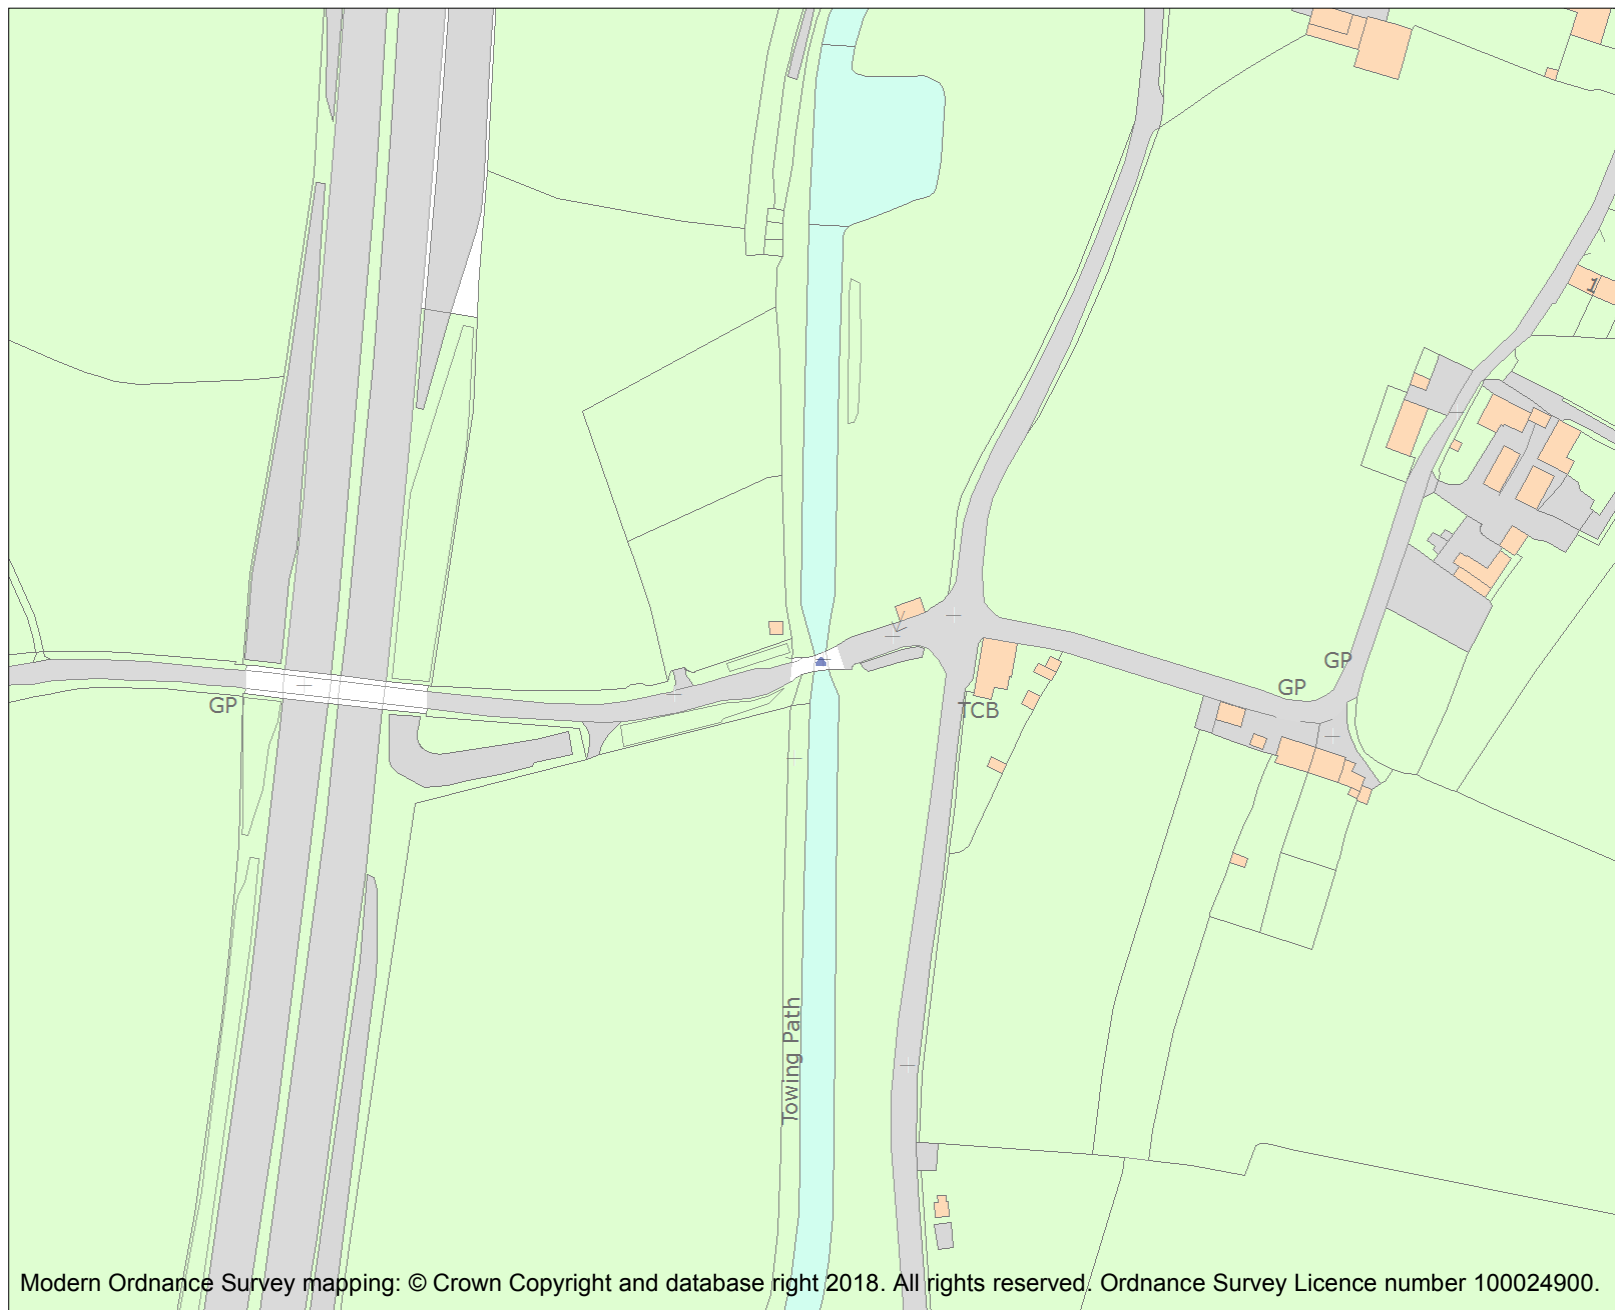 1
GP
GP
GP
TCB
Towing Path
Modern Ordnance Survey mapping: © Crown Copyright and database right 2018. All rights reserved. Ordnance Survey Licence number 100024900.